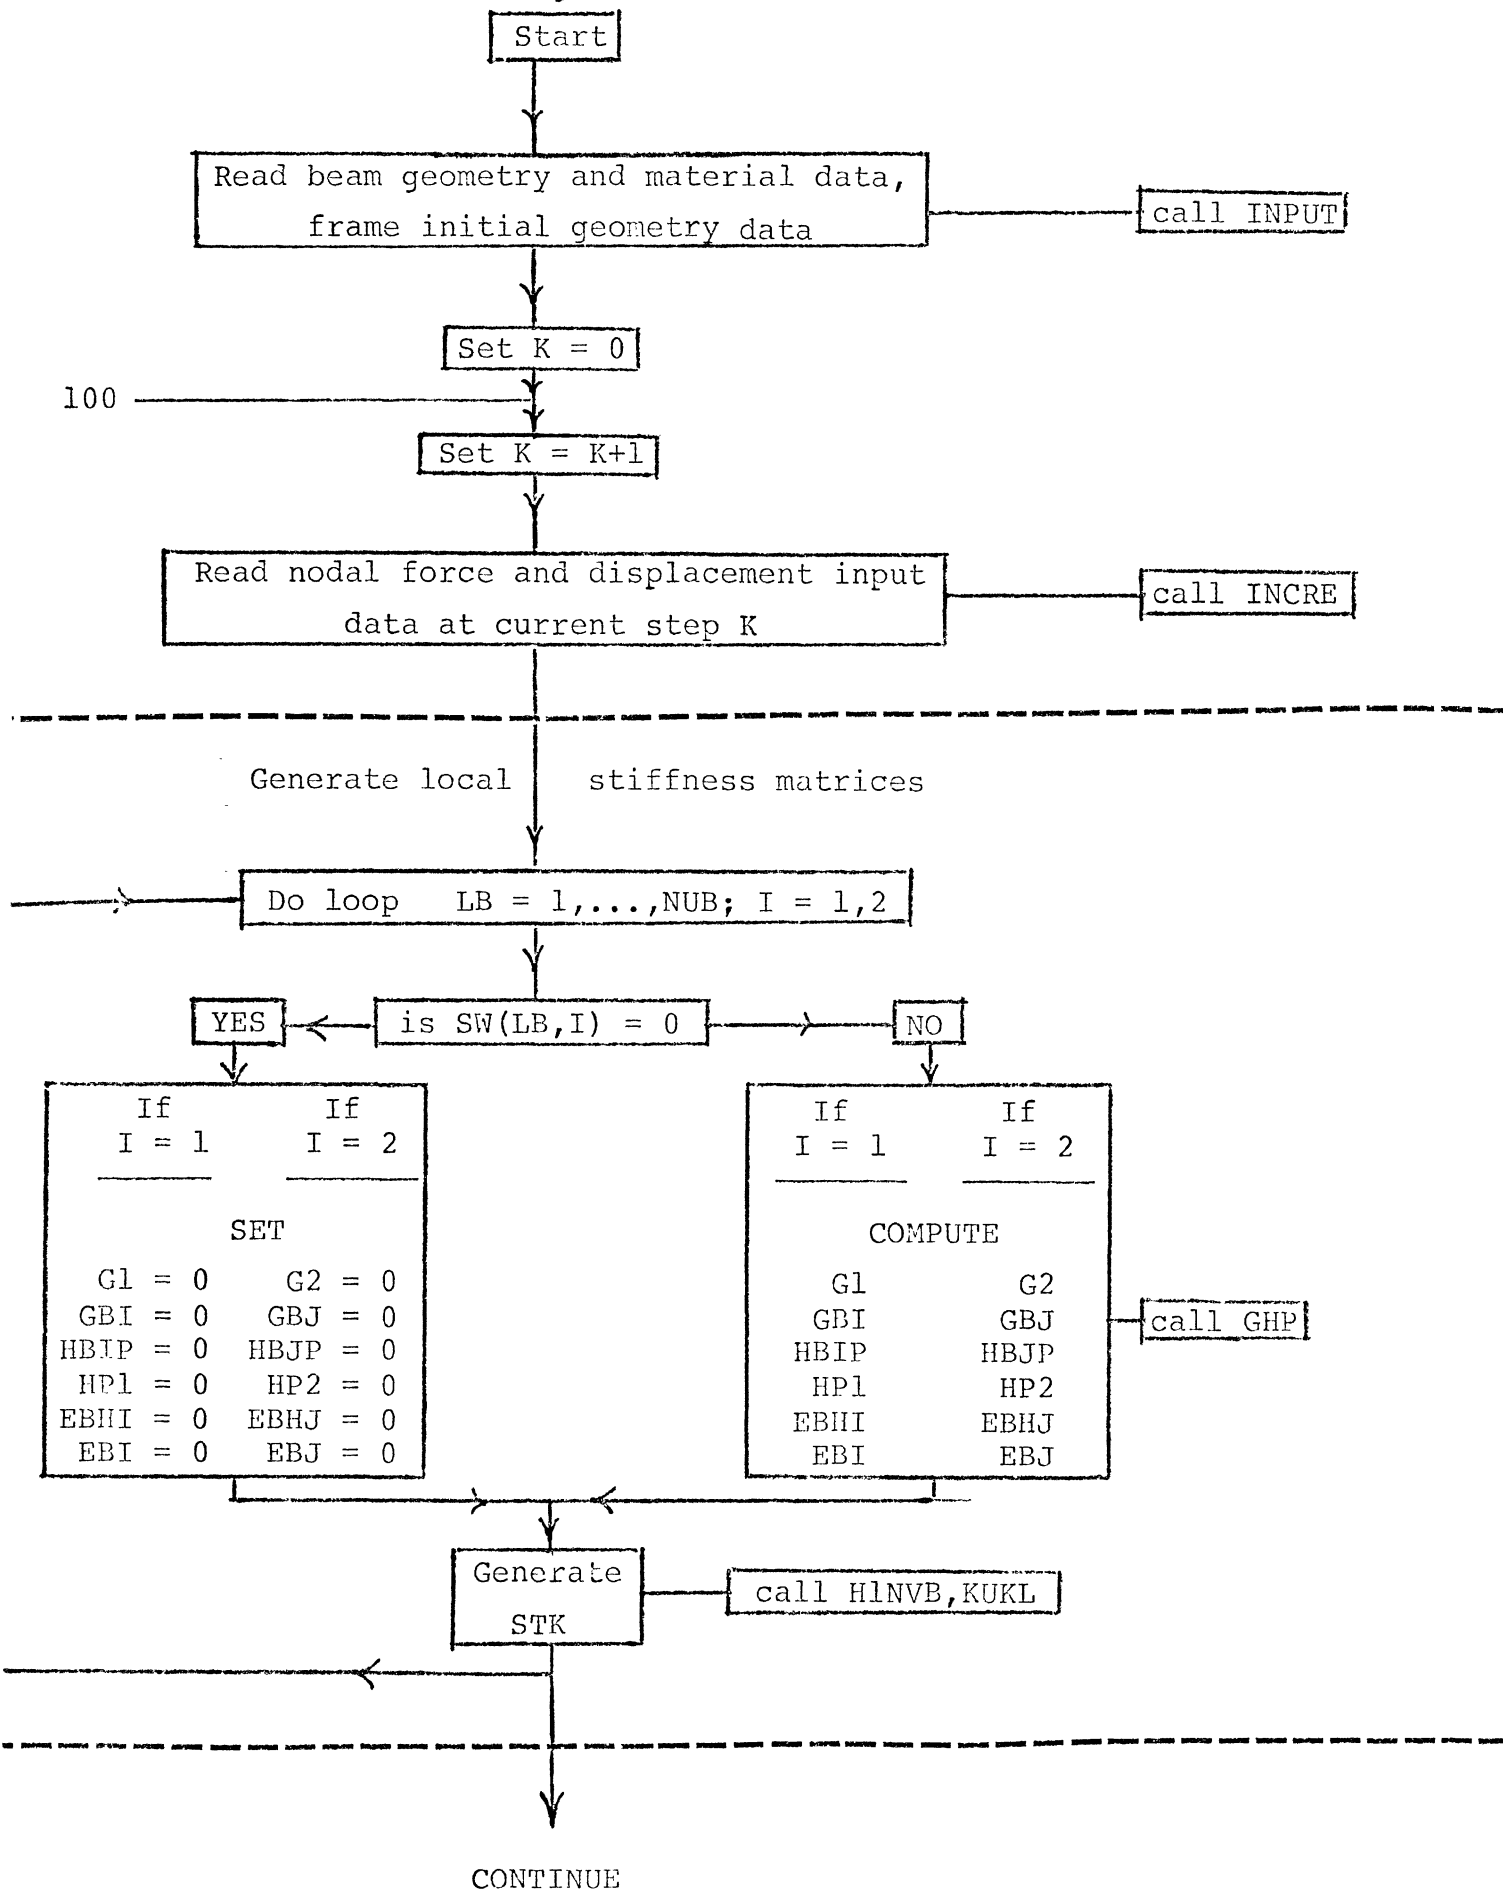 Start
Read beam geometry and material data,
frame initial geometry data
call INPUT
Set K = 0
100
Set K = K+1
Read nodal force and displacement input
data at current step K
call INCRE
Generate local stiffness matrices
Do loop LB = 1,...,NUB; I = 1,2
YES
is SW(LB,I) = 0
NO
If If
I = 1 I = 2
SET
G1 = 0 G2 = 0
GBI = 0 GBJ = 0
HBIP = 0 HBJP = 0
HP1 = 0 HP2 = 0
EBHI = 0 EBHJ = 0
EBI = 0 EBJ = 0
If If
I = 1 I = 2
COMPUTE
G1 G2
GBI GBJ
HBIP HBJP
HP1 HP2
EBHI EBHJ
EBI EBJ
call GHP
Generate
STK
call H1NVB,KUKL
CONTINUE